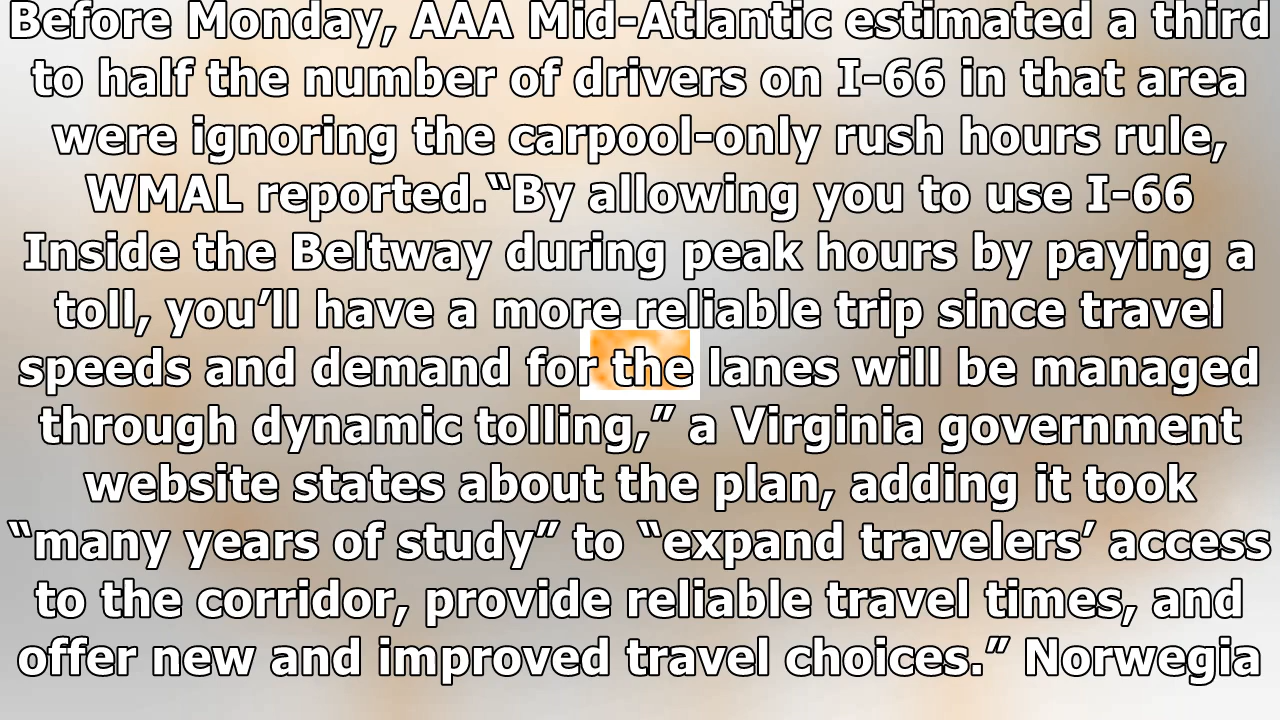 Before Monday, AAA Mid-Atlantic estimated a third
to half the number of drivers on I-66 in that area
were ignoring the carpool-only rush hours rule,
WMAL reported.“By allowing you to use I-66
Inside the Beltway during peak hours by paying a
toll, you’ll have a more reliable trip since travel
speeds and demand for the lanes will be managed
through dynamic tolling,” a Virginia government
website states about the plan, adding it took
“many years of study” to “expand travelers’ access
to the corridor, provide reliable travel times, and
offer new and improved travel choices.” Norwegia